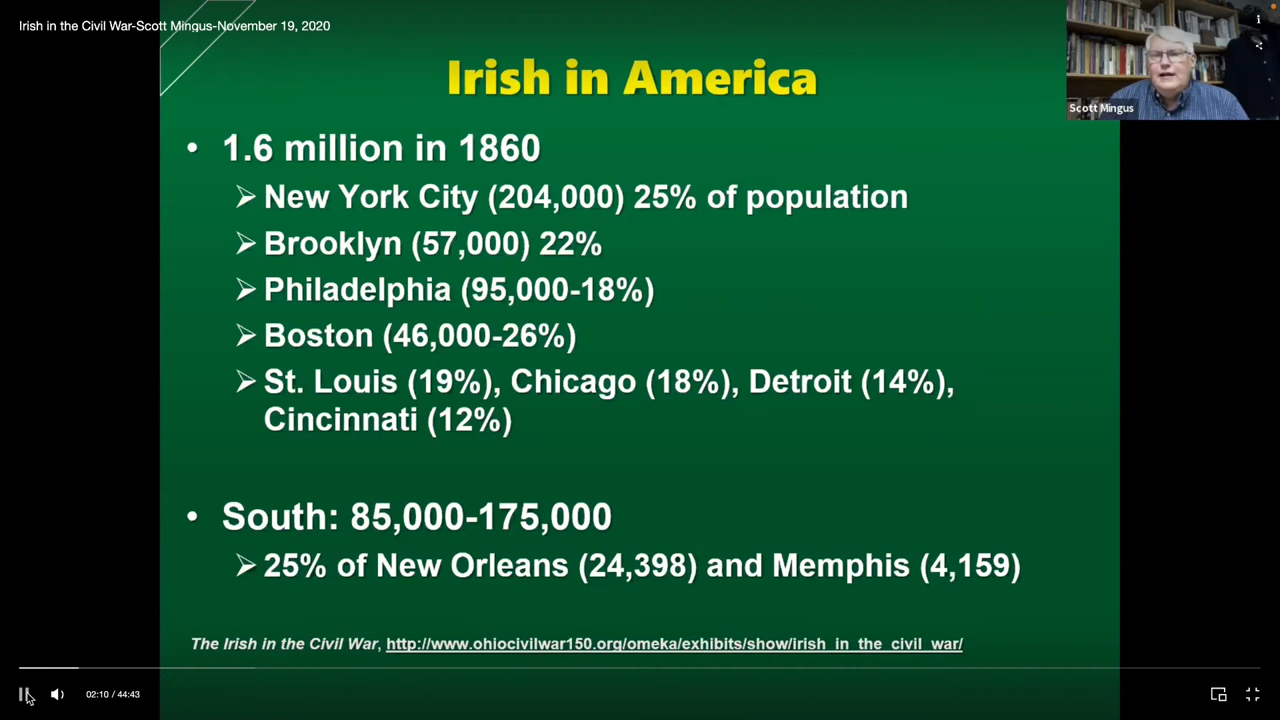 Irish in the Civil War-Scott Mingus-November 19, 2020
Irish in America
Scott Mingus
• 1.6 million in 1860
➢ New York City (204,000) 25% of population
➢ Brooklyn (57,000) 22%
➢ Philadelphia (95,000-18%)
➢ Boston (46,000-26%)
➢ St. Louis (19%), Chicago (18%), Detroit (14%),
Cincinnati (12%)
• South: 85,000-175,000
➢ 25% of New Orleans (24,398) and Memphis (4,159)
The Irish in the Civil War, http://www.ohiocivilwar150.org/omeka/exhibits/show/irish_in_the_civil_war/
02:10 / 44:43